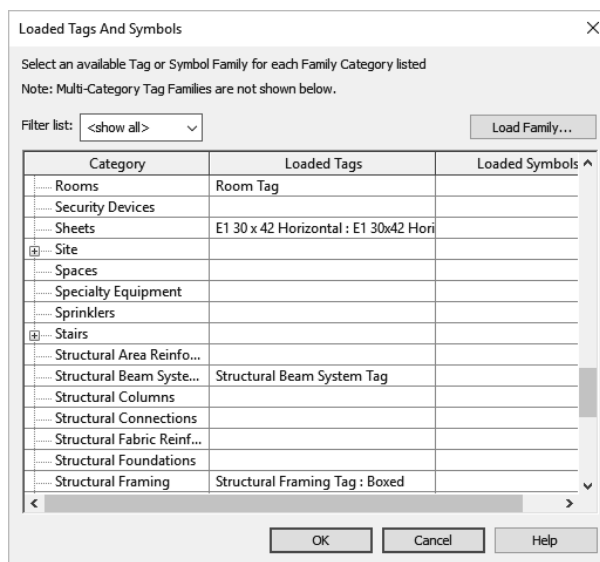 Loaded Tags And Symbols
Select an available Tag or Symbol Family for each Family Category listed
Note: Multi-Category Tag Families are not shown below.
Filter list: <show all> Load Family...
Category Loaded Tags Loaded Symbols
Rooms Room Tag
Security Devices
Sheets E1 30 x 42 Horizontal : E1 30x42 Hori
Site
Spaces
Specialty Equipment
Sprinklers
Stairs
Structural Area Reinfo...
Structural Beam Syste... Structural Beam System Tag
Structural Columns
Structural Connections
Structural Fabric Reinf...
Structural Foundations
Structural Framing Structural Framing Tag : Boxed
OK Cancel Help